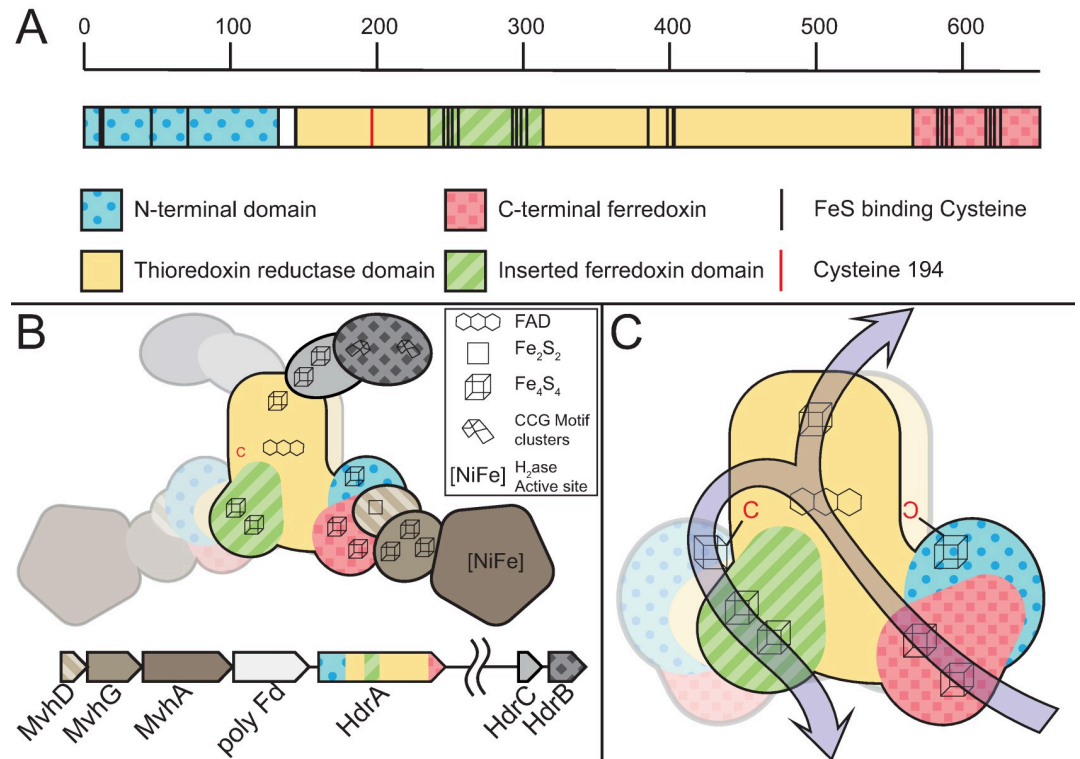 A
0 100 200 300 400 500 600
N-terminal domain
C-terminal ferredoxin
FeS binding Cysteine
Thioredoxin reductase domain
Inserted ferredoxin domain
Cysteine 194
B
FAD
Fe₂S₂
Fe₄S₄
CCG Motif
clusters
[NiFe] H₂ase
Active site
C
[NiFe]
MvhD
MvhG
MvhA
poly Fd
HdrA
HdrC
HdrB
C
C
C